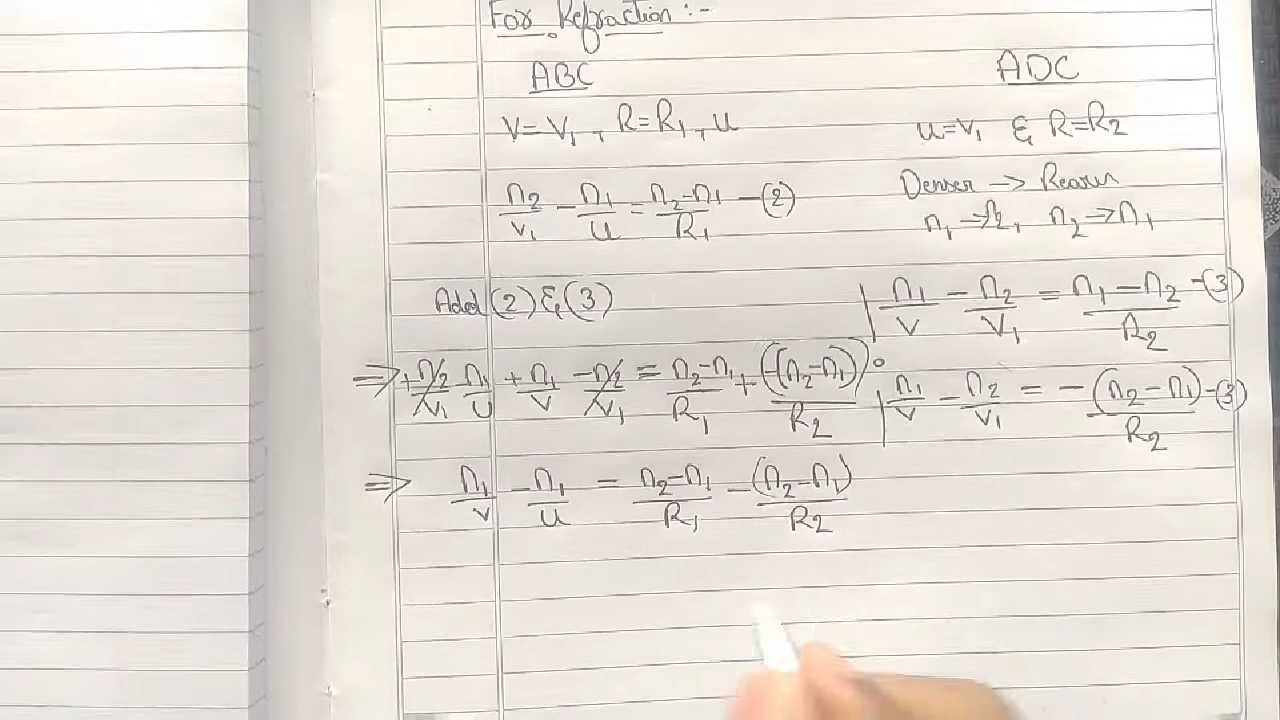 For Refraction :-
ABC
V = V₁, R = R₁, u
n₂/v₁ - n₁/u = n₂-n₁/R₁ - (2)
ADC
u = v₁ & R = R₂
Denser -> Rearer
n₁ -> n₂, n₂ -> n₁
n₁/v - n₂/V₁ = n₁ - n₂/R₂ - (3)
n₁/v - n₂/v₁ = - (n₂ - n₁)/R₂ - (3)
Add (2) & (3)
=> + n₂/v₁ - n₁/u + n₁/v - n₂/v₁ = n₂-n₁/R₁ + (-(n₂-n₁))/R₂
=> n₁/v - n₁/u = n₂-n₁/R₁ - (n₂-n₁)/R₂